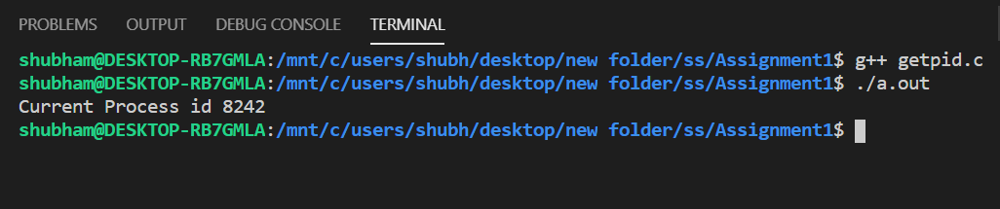 PROBLEMS OUTPUT DEBUG CONSOLE TERMINAL
shubham@DESKTOP-RB7GMLA:/mnt/c/users/shubh/desktop/new folder/ss/Assignment1$ g++ getpid.c
shubham@DESKTOP-RB7GMLA:/mnt/c/users/shubh/desktop/new folder/ss/Assignment1$ ./a.out
Current Process id 8242
shubham@DESKTOP-RB7GMLA:/mnt/c/users/shubh/desktop/new folder/ss/Assignment1$